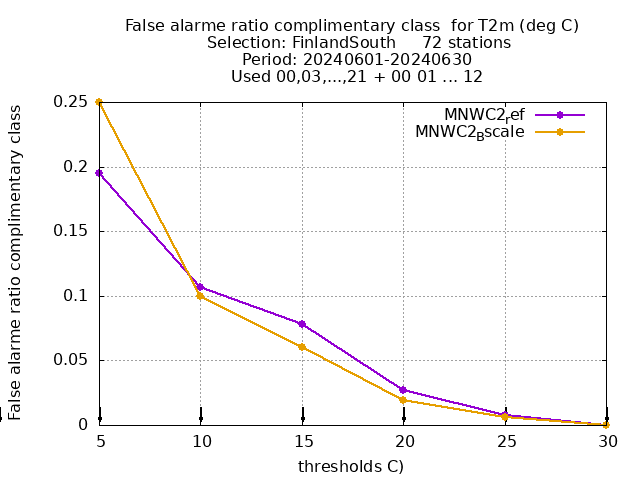 False alarme ratio complimentary class  for T2m (deg C)
Selection: FinlandSouth     72 stations
Period: 20240601-20240630
Used 00,03,...,21 + 00 01 ... 12
False alarme ratio complimentary class
MNWC2ref
MNWC2Bscale
0.25
0.2
0.15
0.1
0.05
0
5 10 15 20 25 30
thresholds C)